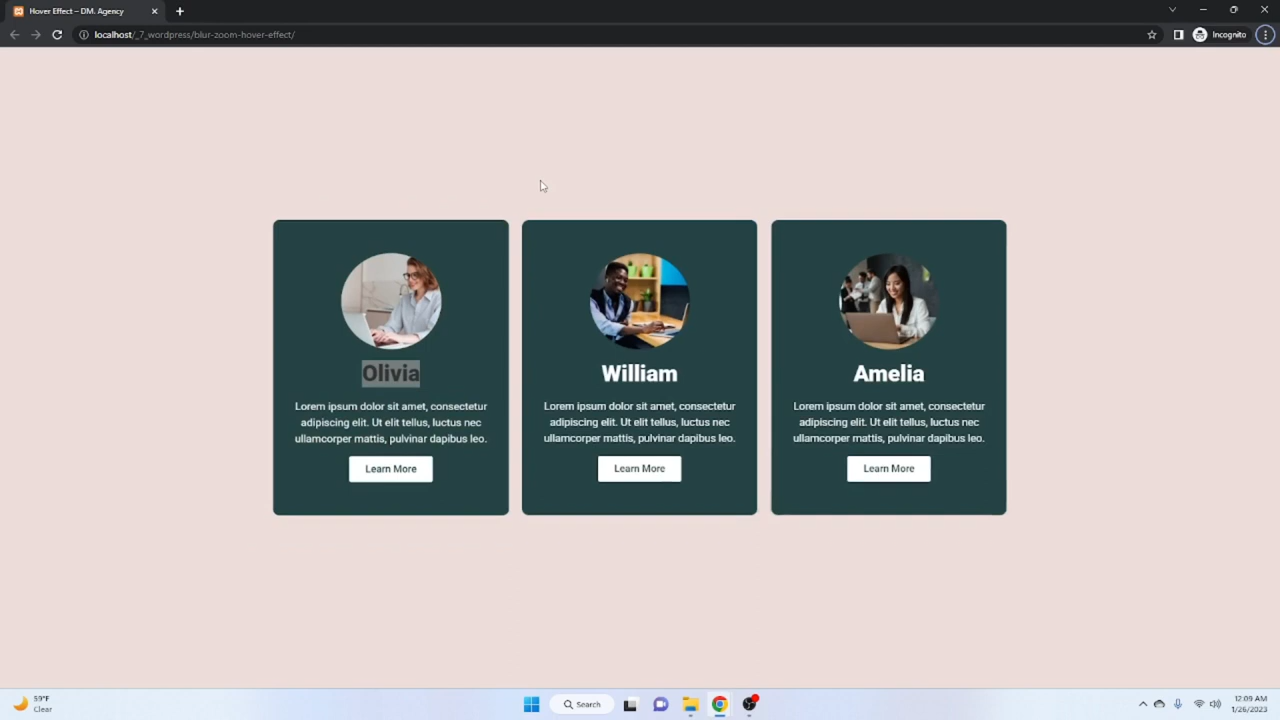 Hover Effect – DM. Agency
localhost/_7_wordpress/blur-zoom-hover-effect/
Incognito
Olivia
Lorem ipsum dolor sit amet, consectetur
adipiscing elit. Ut elit tellus, luctus nec
ullamcorper mattis, pulvinar dapibus leo.
Learn More
William
Lorem ipsum dolor sit amet, consectetur
adipiscing elit. Ut elit tellus, luctus nec
ullamcorper mattis, pulvinar dapibus leo.
Learn More
Amelia
Lorem ipsum dolor sit amet, consectetur
adipiscing elit. Ut elit tellus, luctus nec
ullamcorper mattis, pulvinar dapibus leo.
Learn More
59°F
Clear
Search
12:09 AM
1/26/2023